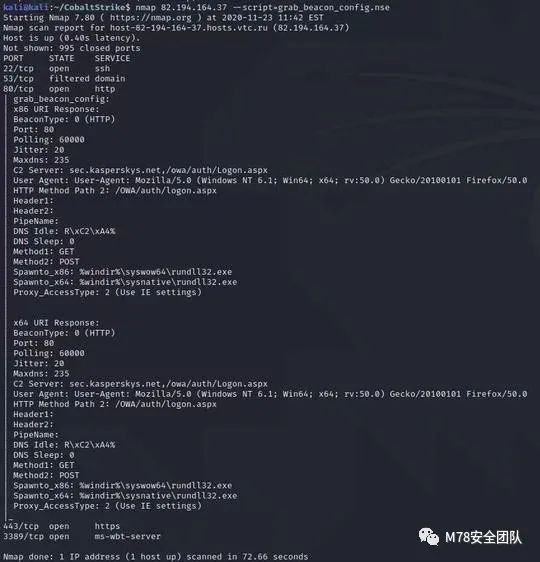 kali@kali:~/CobaltStrike$ nmap 82.194.164.37 --script=grab_beacon_config.nse
Starting Nmap 7.80 ( https://nmap.org ) at 2020-11-23 11:42 EST
Nmap scan report for host-82-194-164-37.hosts.vtc.ru (82.194.164.37)
Host is up (0.40s latency).
Not shown: 995 closed ports
PORT STATE SERVICE
22/tcp open ssh
53/tcp filtered domain
80/tcp open http
| grab_beacon_config:
| x86 URI Response:
| BeaconType: 0 (HTTP)
| Port: 80
| Polling: 60000
| Jitter: 20
| Maxdns: 235
| C2 Server: sec.kasperskys.net,/owa/auth/Logon.aspx
| User Agent: User-Agent: Mozilla/5.0 (Windows NT 6.1; Win64; x64; rv:50.0) Gecko/20100101 Firefox/50.0
| HTTP Method Path 2: /OWA/auth/logon.aspx
| Header1:
| Header2:
| PipeName:
| DNS Idle: R\xC2\xA4%
| DNS Sleep: 0
| Method1: GET
| Method2: POST
| Spawnto_x86: %windir%\syswow64\rundll32.exe
| Spawnto_x64: %windir%\sysnative\rundll32.exe
| Proxy_AccessType: 2 (Use IE settings)
|
|
| x64 URI Response:
| BeaconType: 0 (HTTP)
| Port: 80
| Polling: 60000
| Jitter: 20
| Maxdns: 235
| C2 Server: sec.kasperskys.net,/owa/auth/Logon.aspx
| User Agent: User-Agent: Mozilla/5.0 (Windows NT 6.1; Win64; x64; rv:50.0) Gecko/20100101 Firefox/50.0
| HTTP Method Path 2: /OWA/auth/logon.aspx
| Header1:
| Header2:
| PipeName:
| DNS Idle: R\xC2\xA4%
| DNS Sleep: 0
| Method1: GET
| Method2: POST
| Spawnto_x86: %windir%\syswow64\rundll32.exe
| Spawnto_x64: %windir%\sysnative\rundll32.exe
| Proxy_AccessType: 2 (Use IE settings)
|
|_
443/tcp open https
3389/tcp open ms-wbt-server
Nmap done: 1 IP address (1 host up) scanned in 72.66 seconds
M78安全团队